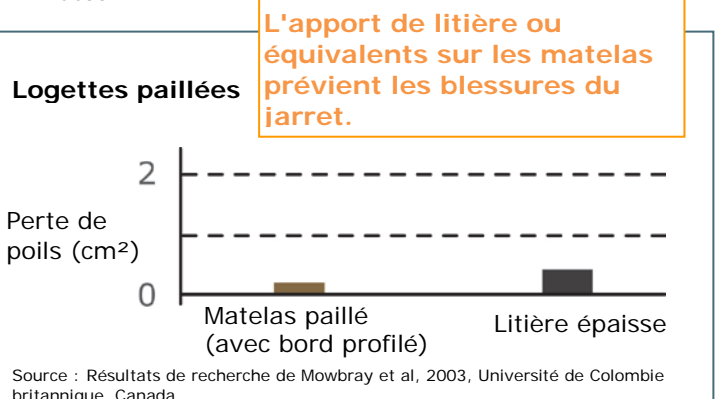 L'apport de litière ou
équivalents sur les matelas
prévient les blessures du
jarret.
Logettes paillées
2
Perte de
poils (cm²)
0
Matelas paillé
(avec bord profilé)
Litière épaisse
Source : Résultats de recherche de Mowbray et al, 2003, Université de Colombie
britannique, Canada